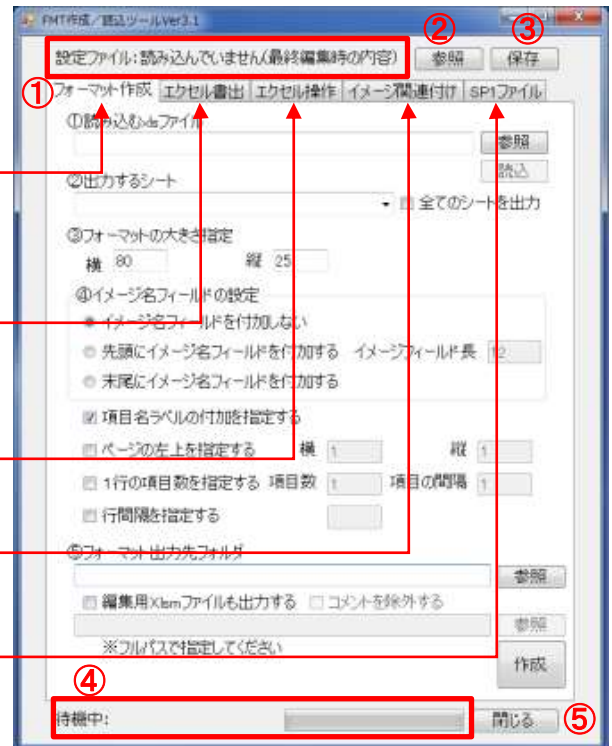 FMT作成／読込ツールVer3.1
② ③
設定ファイル：読み込んでいません(最終編集時の内容) 参照 保存
① フォーマット作成 エクセル書出 エクセル操作 イメージ関連付け SP1ファイル
①読み込むxlsファイル
参照
読込
②出力するシート
全てのシートを出力
③フォーマットの大きさ指定
横 80 縦 25
④イメージ名フィールドの設定
イメージ名フィールドを付加しない
先頭にイメージ名フィールドを付加する イメージフィールド長 12
末尾にイメージ名フィールドを付加する
項目名ラベルの付加を指定する
ページの左上を指定する 横 1 縦 1
1行の項目数を指定する 項目数 1 項目の間隔 1
行間隔を指定する
⑤フォーマット出力先フォルダ
参照
編集用xlsmファイルも出力する コメントを除外する
参照
※フルパスで指定してください
作成
④
待機中： 閉じる ⑤